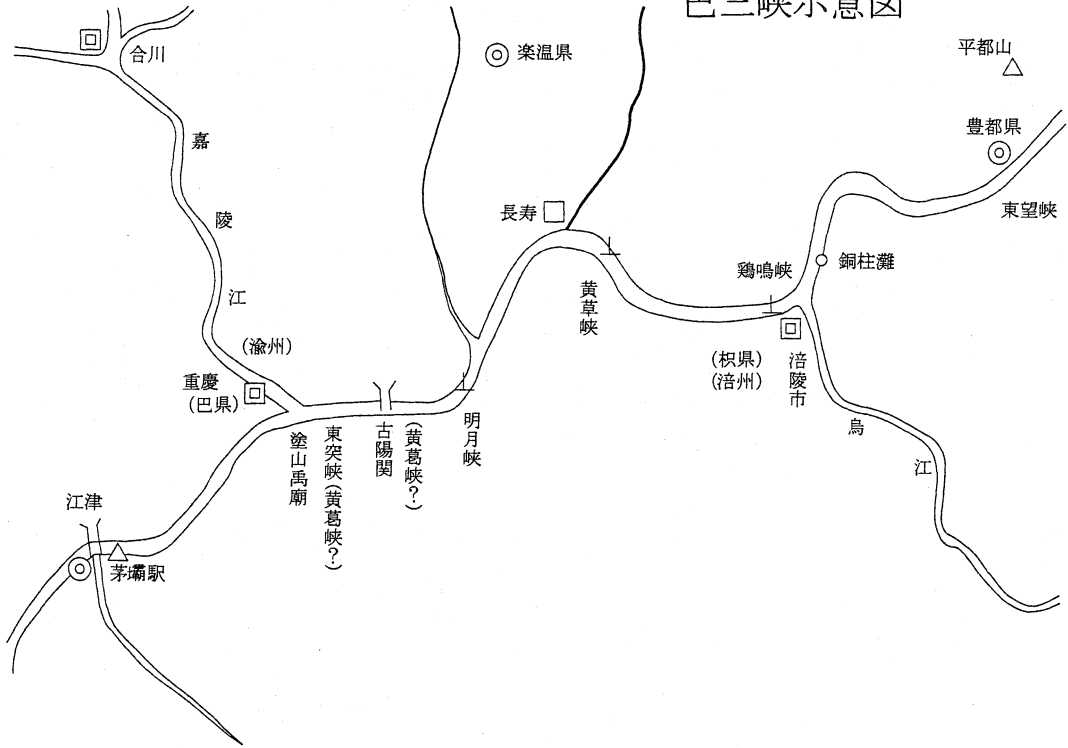 巴三峡示意図
合川
楽温県
平都山
豊都県
東望峡
嘉陵江
長寿
銅柱灘
鶏鳴峡
黄草峡
(渝州)
重慶
(巴県)
(枳県)
(涪州)
涪陵市
烏江
明月峡
(黄葛峡?)
古陽関
東突峡(黄葛峡?)
塗山禹廟
江津
茅壩駅